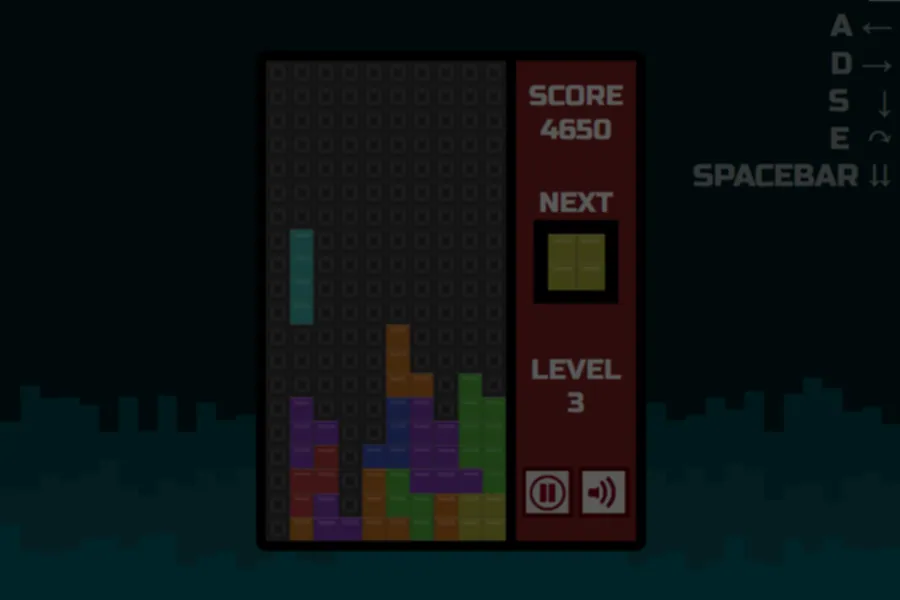 A ←
D →
S ↓
E ↷
SPACEBAR ⇊
SCORE
4650
NEXT
LEVEL
3